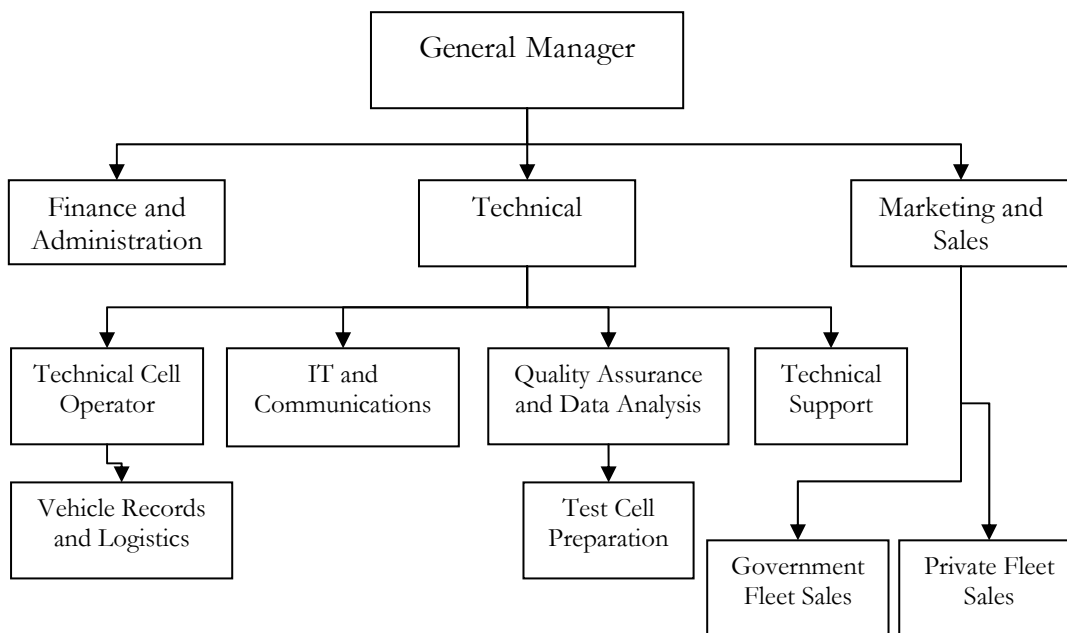 General Manager
Finance and
Administration
Technical
Marketing and
Sales
Technical Cell
Operator
IT and
Communications
Quality Assurance
and Data Analysis
Technical
Support
Vehicle Records
and Logistics
Test Cell
Preparation
Government
Fleet Sales
Private Fleet
Sales